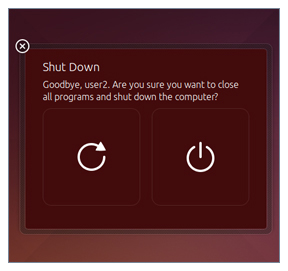 Shut Down
Goodbye, user2. Are you sure you want to close
all programs and shut down the computer?